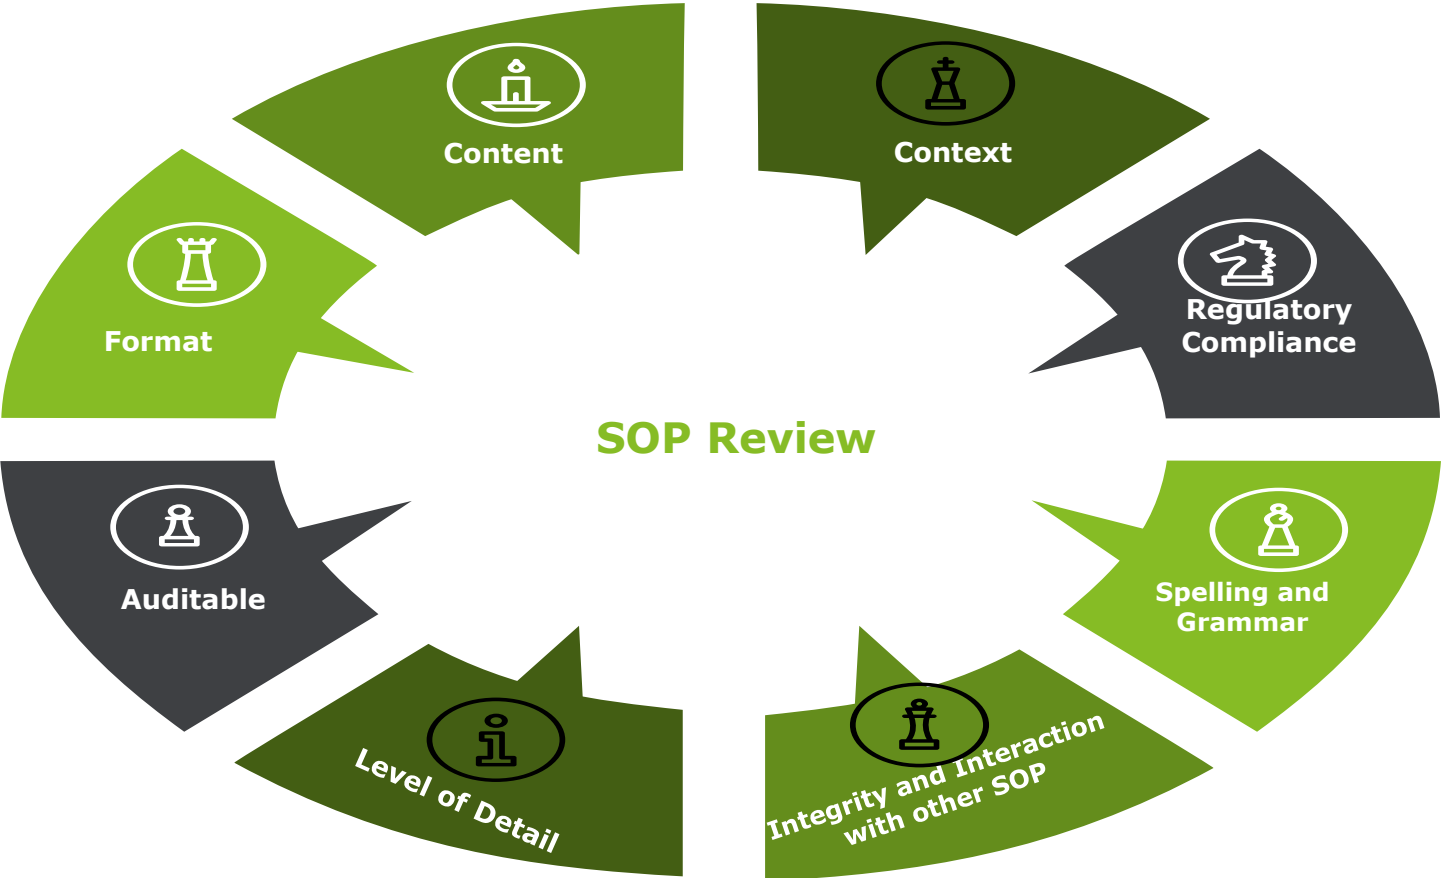 Content
Context
Format
Regulatory
Compliance
SOP Review
Auditable
Spelling and
Grammar
Level of Detail
Integrity and Interaction
with other SOP